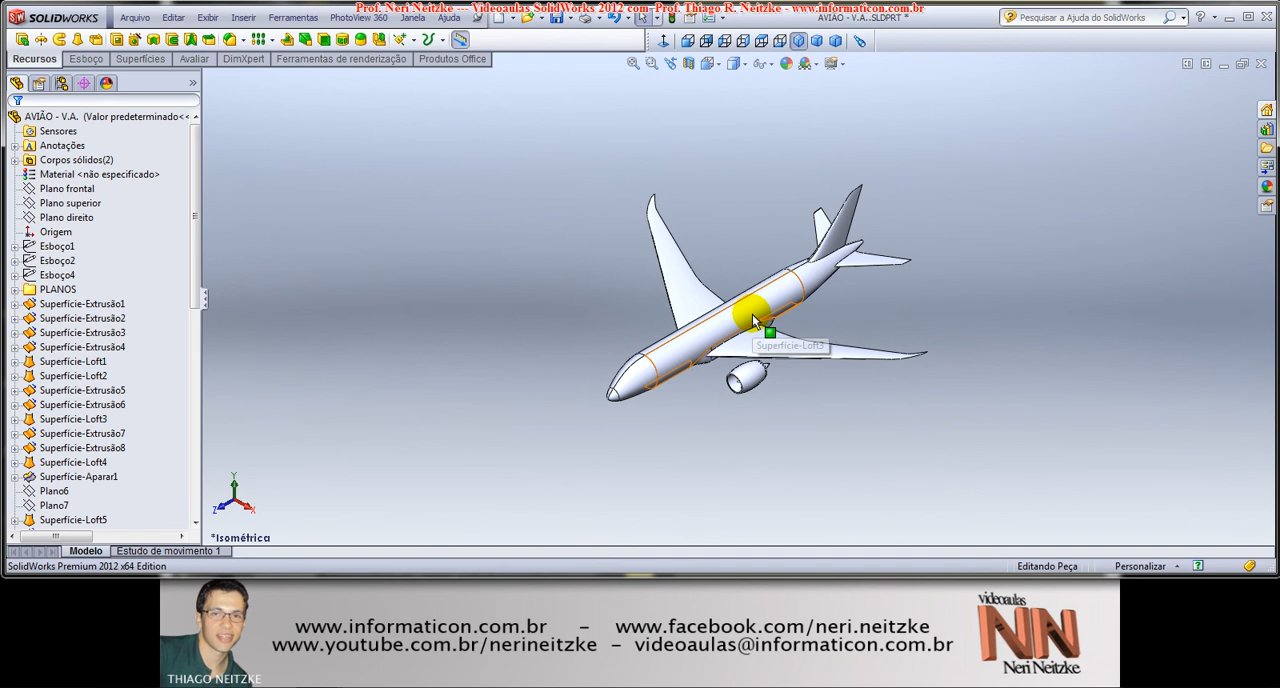 Prof. Neri Neitzke --- Videoaulas SolidWorks 2012 com Prof. Thiago R. Neitzke - www.informaticon.com.br
SOLIDWORKS
Arquivo Editar Exibir Inserir Ferramentas PhotoView 360 Janela Ajuda
AVIÃO - V.A..SLDPRT *
Pesquisar a Ajuda do SolidWorks
Recursos Esboço Superfícies Avaliar DimXpert Ferramentas de renderização Produtos Office
AVIÃO - V.A. (Valor predeterminado<<
Sensores
Anotações
Corpos sólidos(2)
Material <não especificado>
Plano frontal
Plano superior
Plano direito
Origem
Esboço1
Esboço2
Esboço4
PLANOS
Superfície-Extrusão1
Superfície-Extrusão2
Superfície-Extrusão3
Superfície-Extrusão4
Superfície-Loft1
Superfície-Loft2
Superfície-Extrusão5
Superfície-Extrusão6
Superfície-Loft3
Superfície-Extrusão7
Superfície-Extrusão8
Superfície-Loft4
Superfície-Aparar1
Plano6
Plano7
Superfície-Loft5
Superfície-Loft3
Y
Z
X
*Isométrica
Modelo Estudo de movimento 1
SolidWorks Premium 2012 x64 Edition
Editando Peça
Personalizar
www.informaticon.com.br - www.facebook.com/neri.neitzke
www.youtube.com.br/nerineitzke - videoaulas@informaticon.com.br
THIAGO NEITZKE
videoaulas
NN
Neri Neitzke